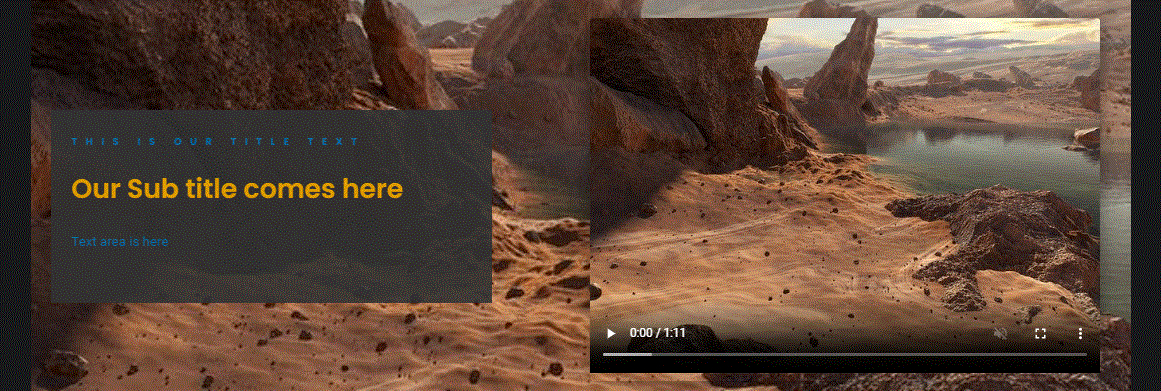 THIS IS OUR TITLE TEXT
Our Sub title comes here
Text area is here
0:00 / 1:11